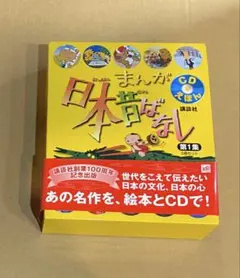 まんが
CD
えほん
日本昔ばなし
講談社
第1集
講談社創業100周年
記念出版
世代をこえて伝えたい
日本の文化、日本の心
あの名作を、絵本とCDで!